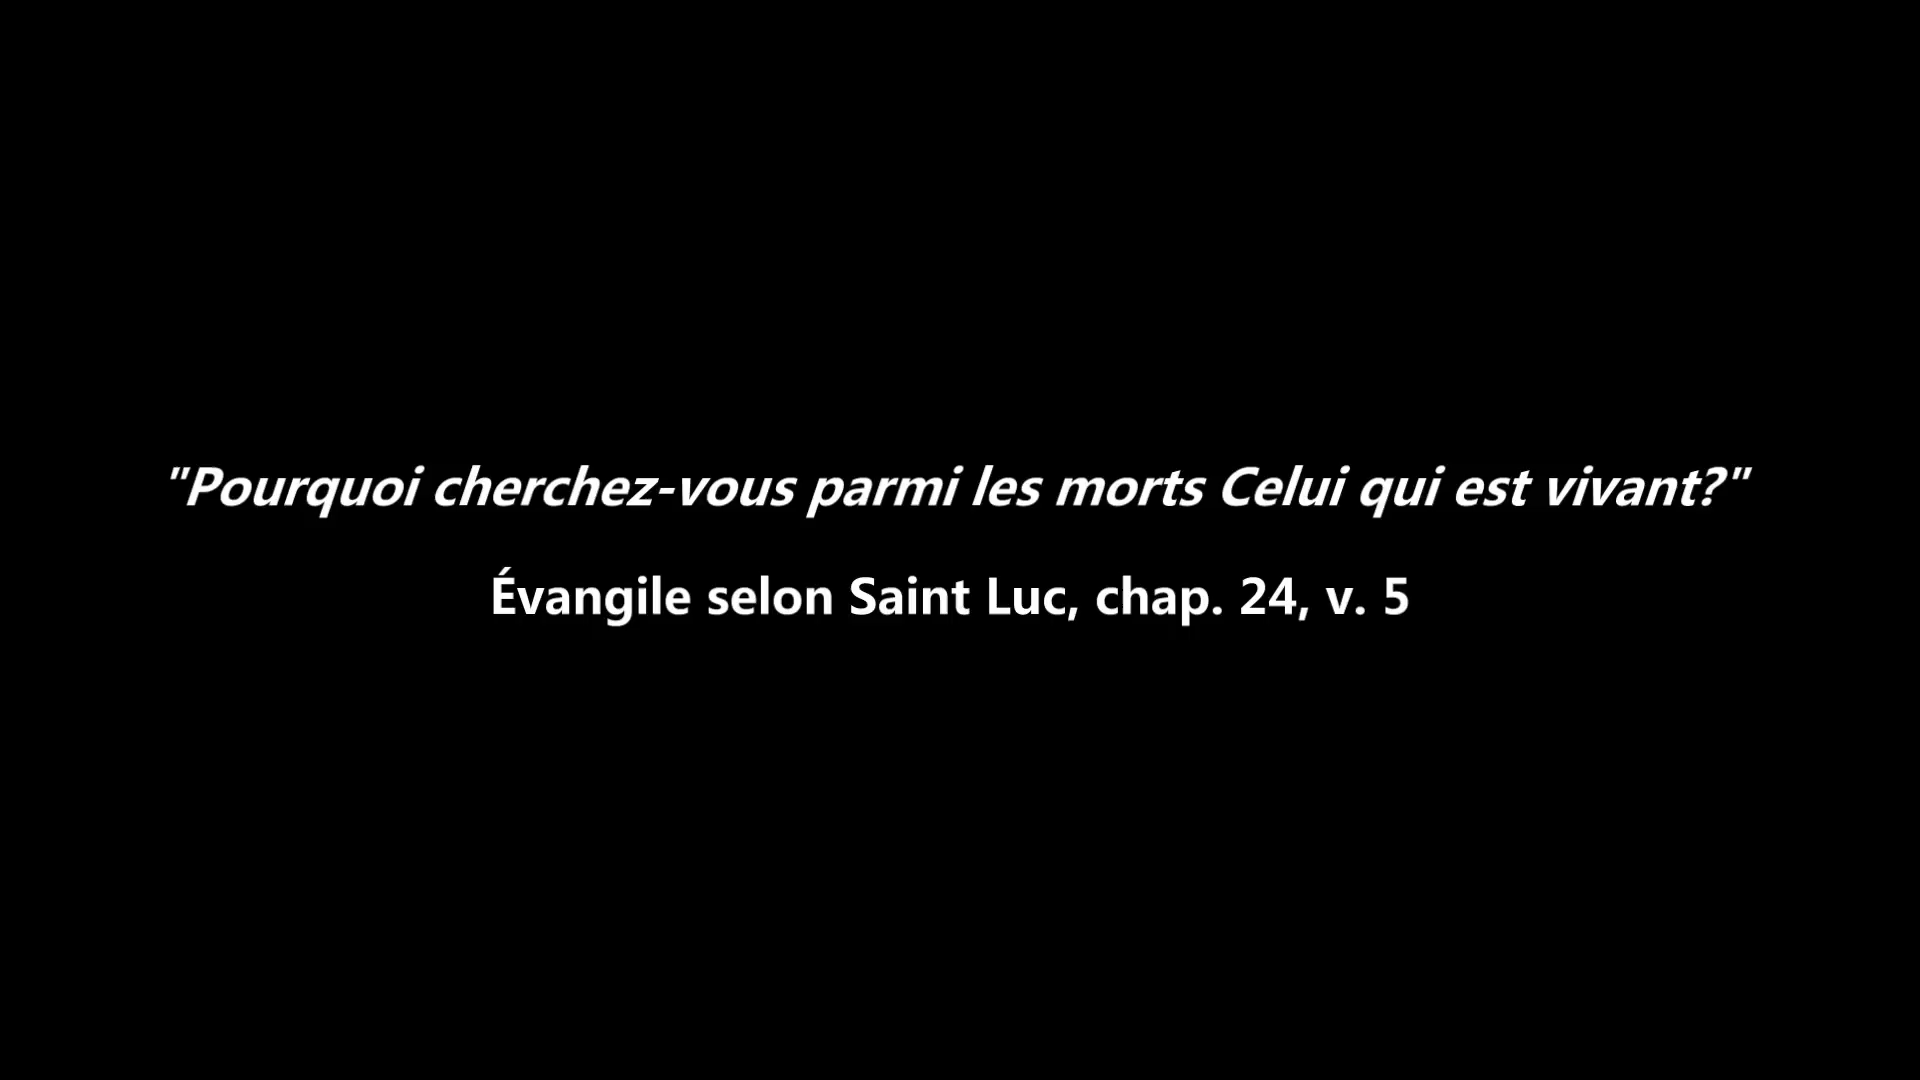 "Pourquoi cherchez-vous parmi les morts Celui qui est vivant?"
Évangile selon Saint Luc, chap. 24, v. 5